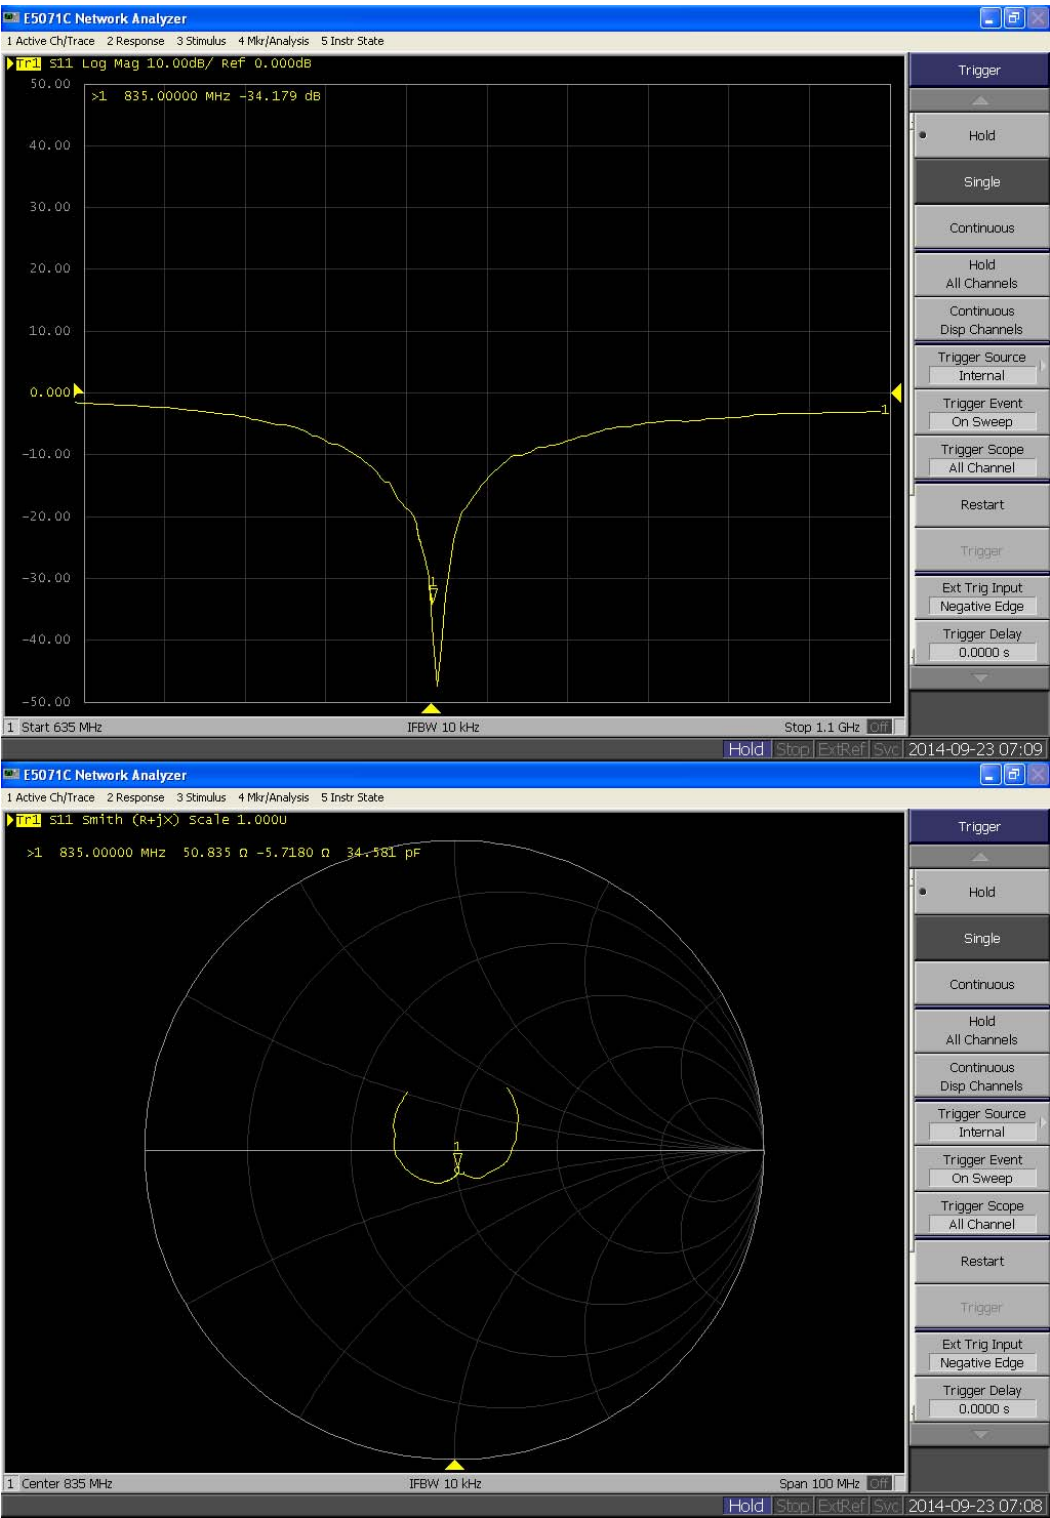 E5071C Network Analyzer
1 Active Ch/Trace 2 Response 3 Stimulus 4 Mkr/Analysis 5 Instr State
Tr1 S11 Log Mag 10.00dB/ Ref 0.000dB
>1 835.00000 MHz -34.179 dB
50.00
40.00
30.00
20.00
10.00
0.000
-10.00
-20.00
-30.00
-40.00
-50.00
1
1
Trigger
Hold
Single
Continuous
Hold
All Channels
Continuous
Disp Channels
Trigger Source
Internal
Trigger Event
On Sweep
Trigger Scope
All Channel
Restart
Trigger
Ext Trig Input
Negative Edge
Trigger Delay
0.0000 s
1 Start 635 MHz IFBW 10 kHz Stop 1.1 GHz Off
Hold Stop ExtRef Svc 2014-09-23 07:09
E5071C Network Analyzer
1 Active Ch/Trace 2 Response 3 Stimulus 4 Mkr/Analysis 5 Instr State
Tr1 S11 Smith (R+jX) Scale 1.000U
>1 835.00000 MHz 50.835 Ω -5.7180 Ω 34.581 pF
1
Trigger
Hold
Single
Continuous
Hold
All Channels
Continuous
Disp Channels
Trigger Source
Internal
Trigger Event
On Sweep
Trigger Scope
All Channel
Restart
Trigger
Ext Trig Input
Negative Edge
Trigger Delay
0.0000 s
1 Center 835 MHz IFBW 10 kHz Span 100 MHz Off
Hold Stop ExtRef Svc 2014-09-23 07:08